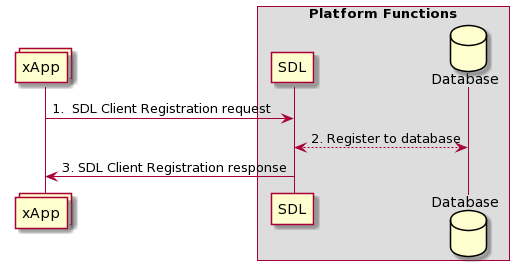 Platform Functions
xApp
SDL
Database
1.  SDL Client Registration request
2. Register to database
3. SDL Client Registration response
xApp
SDL
Database